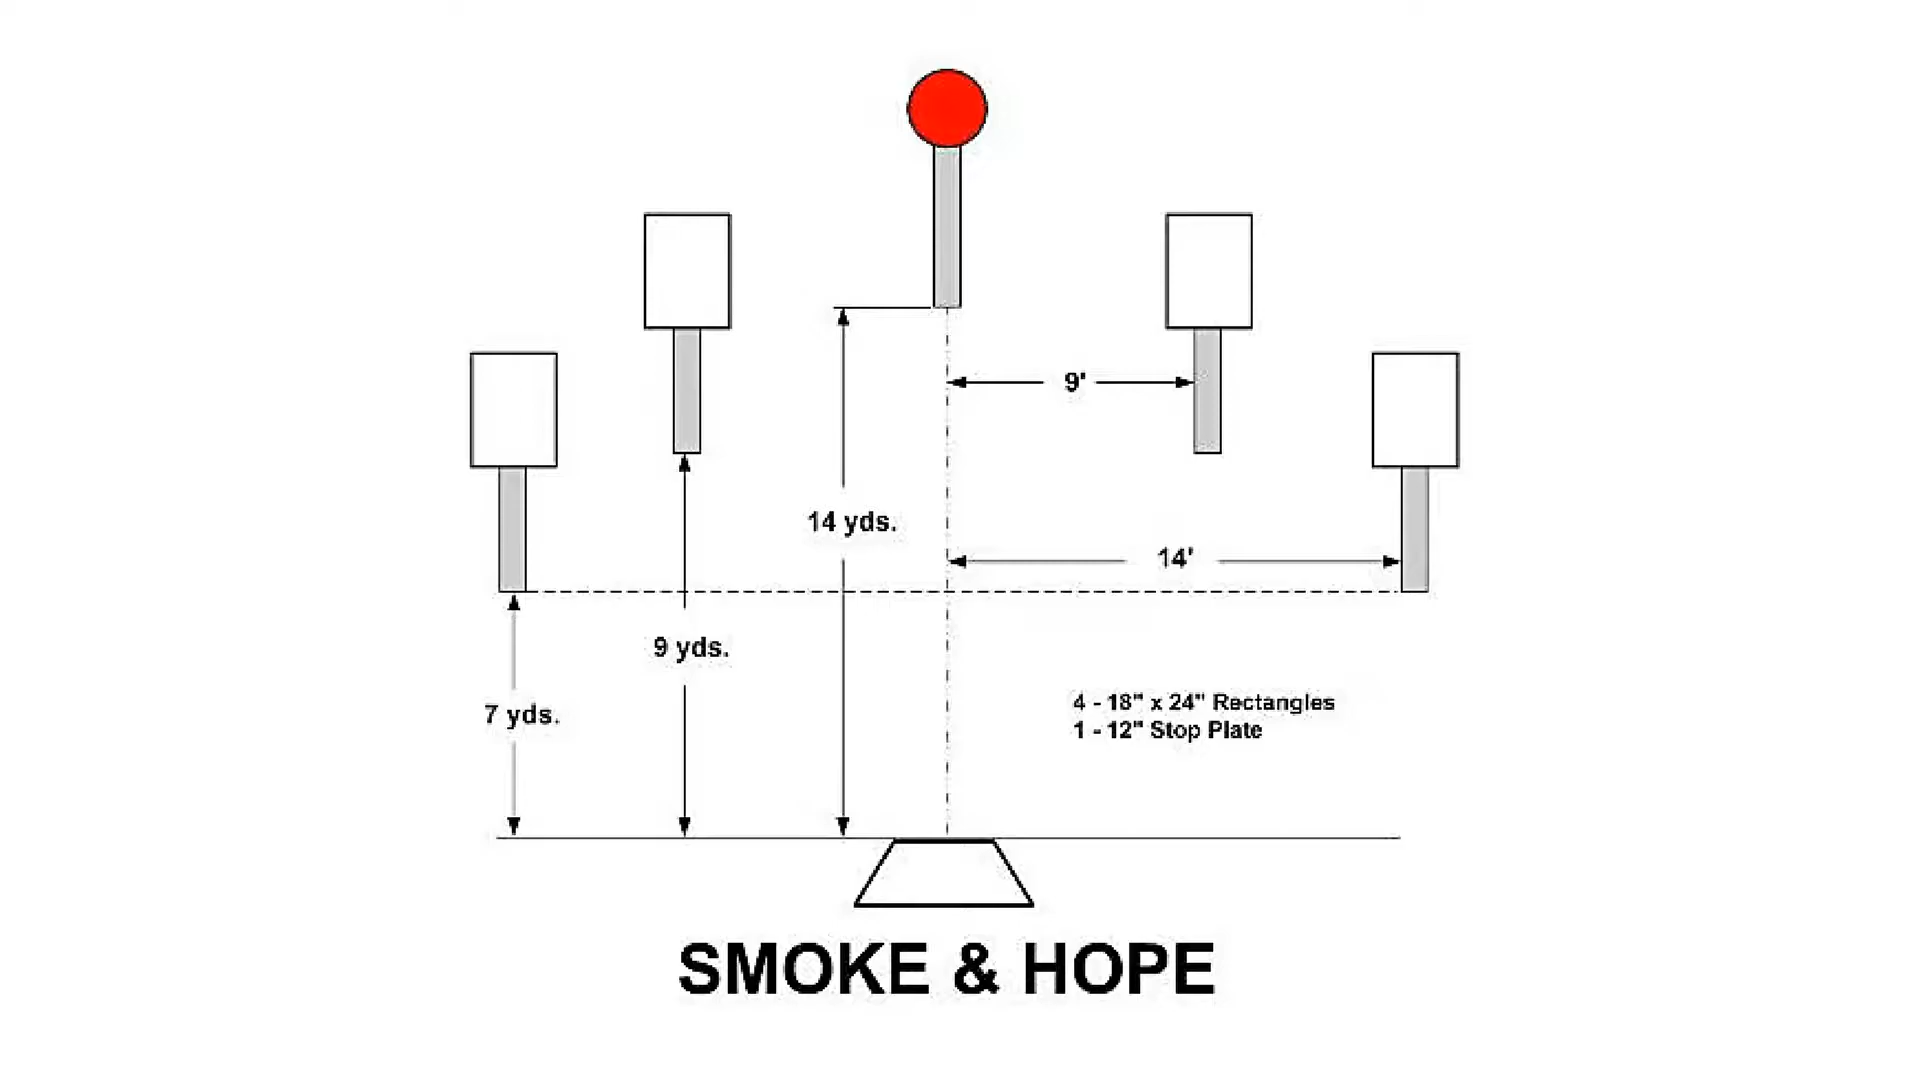 9'
14 yds.
14'
9 yds.
7 yds.
4 - 18" x 24" Rectangles
1 - 12" Stop Plate
SMOKE & HOPE